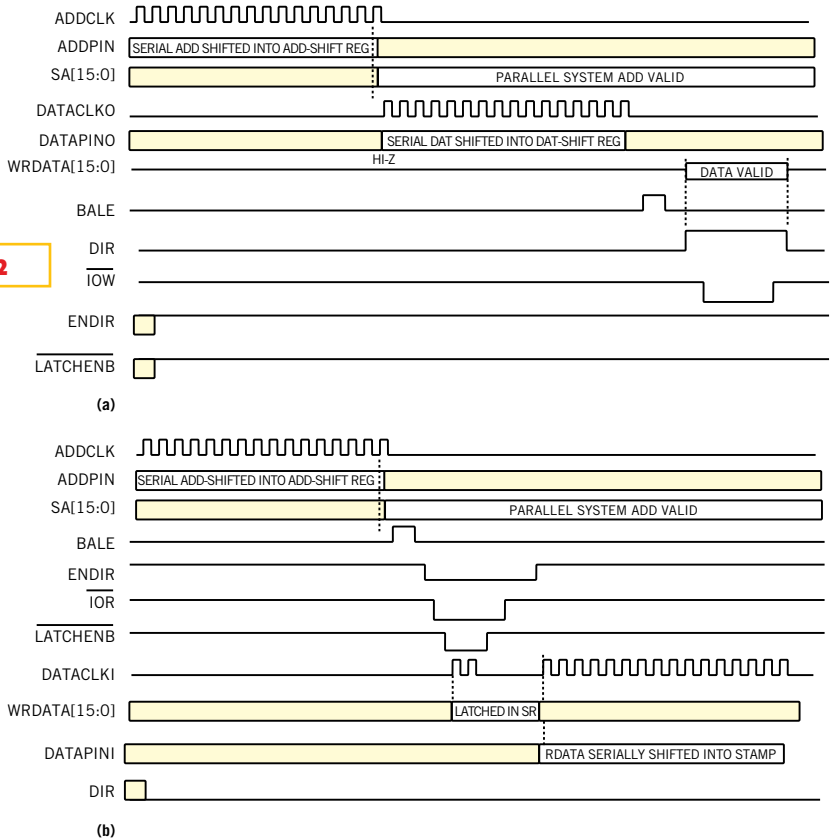 ADDCLK
ADDPIN SERIAL ADD SHIFTED INTO ADD-SHIFT REG
SA[15:0] PARALLEL SYSTEM ADD VALID
DATACLKO
DATAPINO SERIAL DAT SHIFTED INTO DAT-SHIFT REG
HI-Z
WRDATA[15:0] DATA VALID
BALE
DIR
2
IOW
ENDIR
LATCHENB
(a)
ADDCLK
ADDPIN SERIAL ADD-SHIFTED INTO ADD-SHIFT REG
SA[15:0] PARALLEL SYSTEM ADD VALID
BALE
ENDIR
IOR
LATCHENB
DATACLKI
WRDATA[15:0] LATCHED IN SR
DATAPINI RDATA SERIALLY SHIFTED INTO STAMP
DIR
(b)